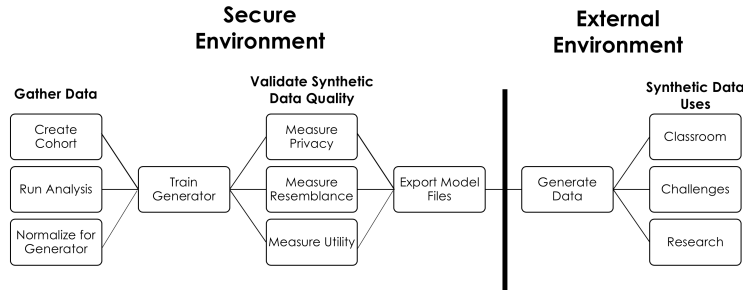 Secure
Environment
External
Environment
Gather Data
Create
Cohort
Run Analysis
Normalize for
Generator
Train
Generator
Validate Synthetic
Data Quality
Measure
Privacy
Measure
Resemblance
Measure Utility
Export Model
Files
Generate
Data
Synthetic Data
Uses
Classroom
Challenges
Research